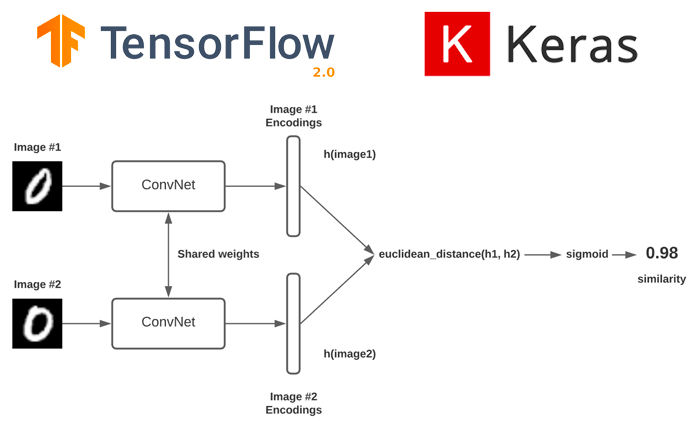 TensorFlow
2.0
K Keras
Image #1
Encodings
Image #1
h(image1)
ConvNet
Shared weights
euclidean_distance(h1, h2)
sigmoid
0.98
similarity
Image #2
ConvNet
h(image2)
Image #2
Encodings